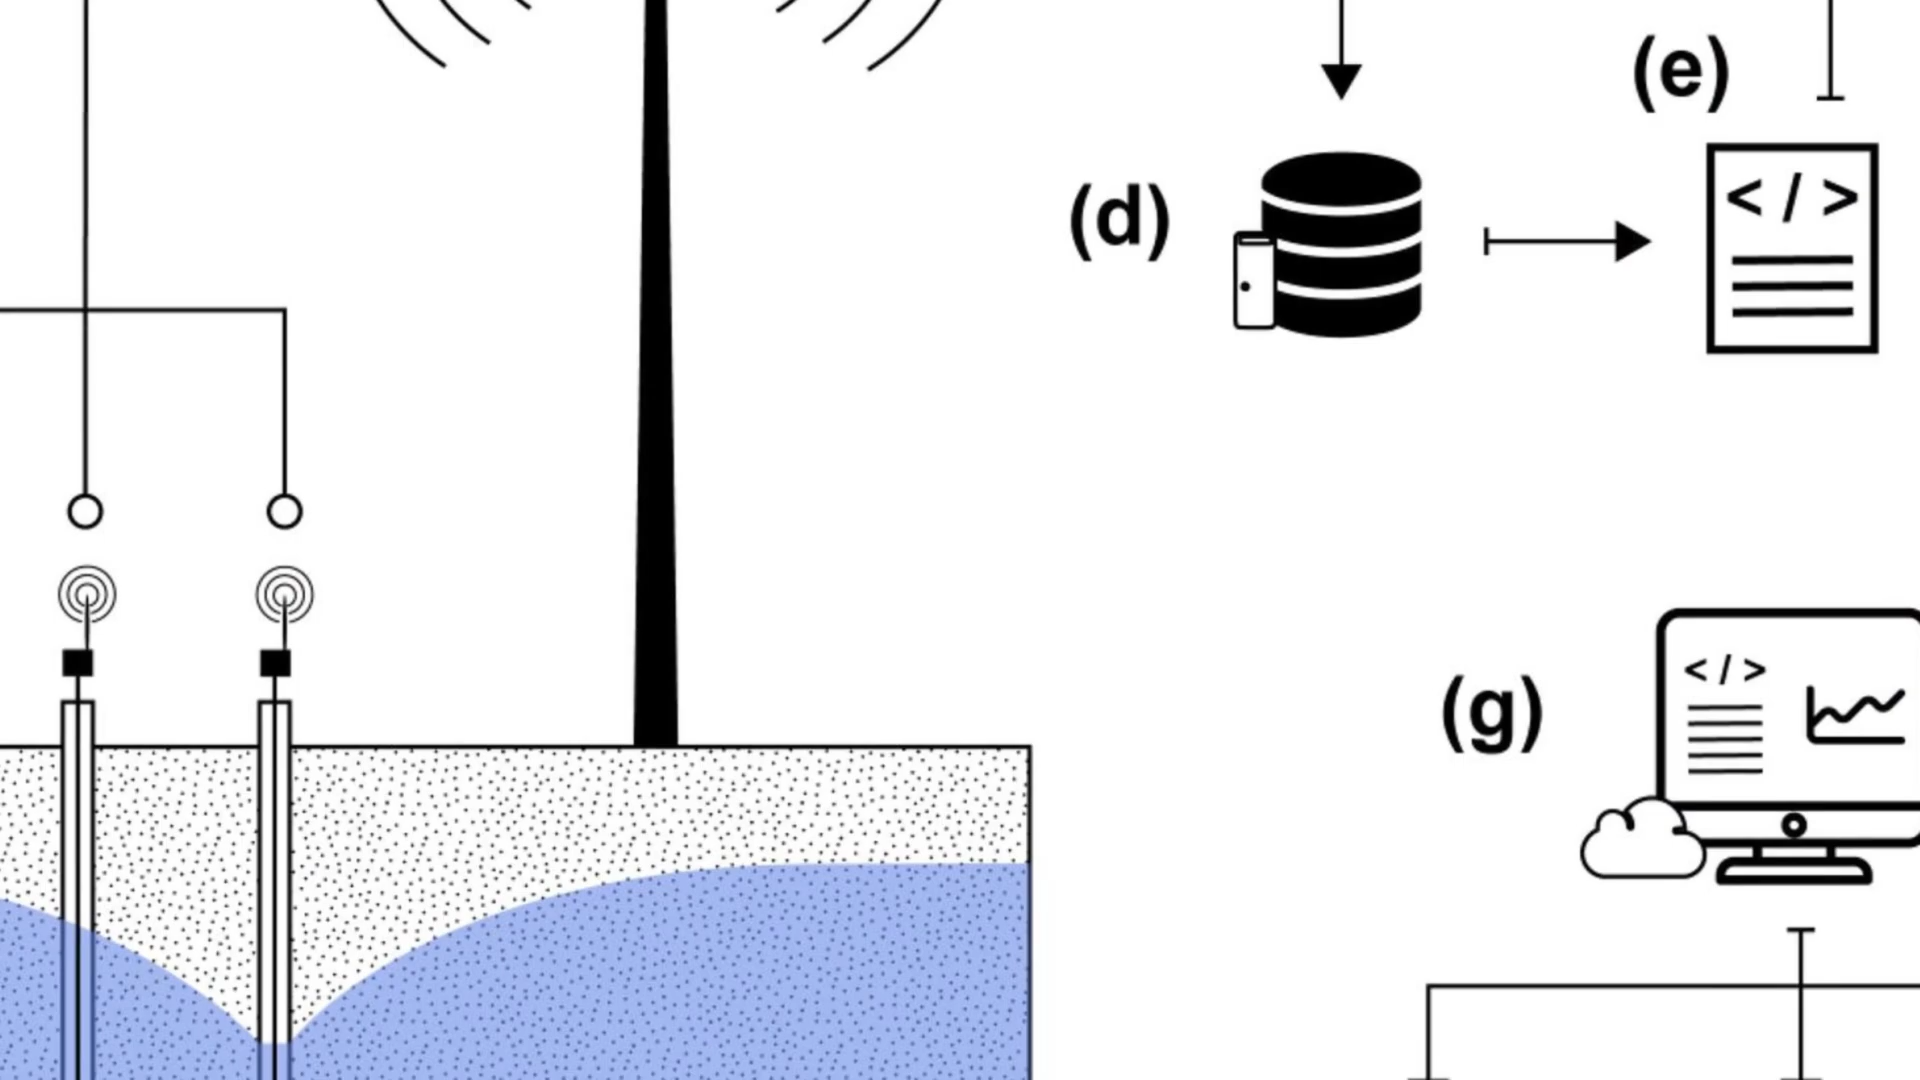 (e)
(d)
< / >
(g)
< / >